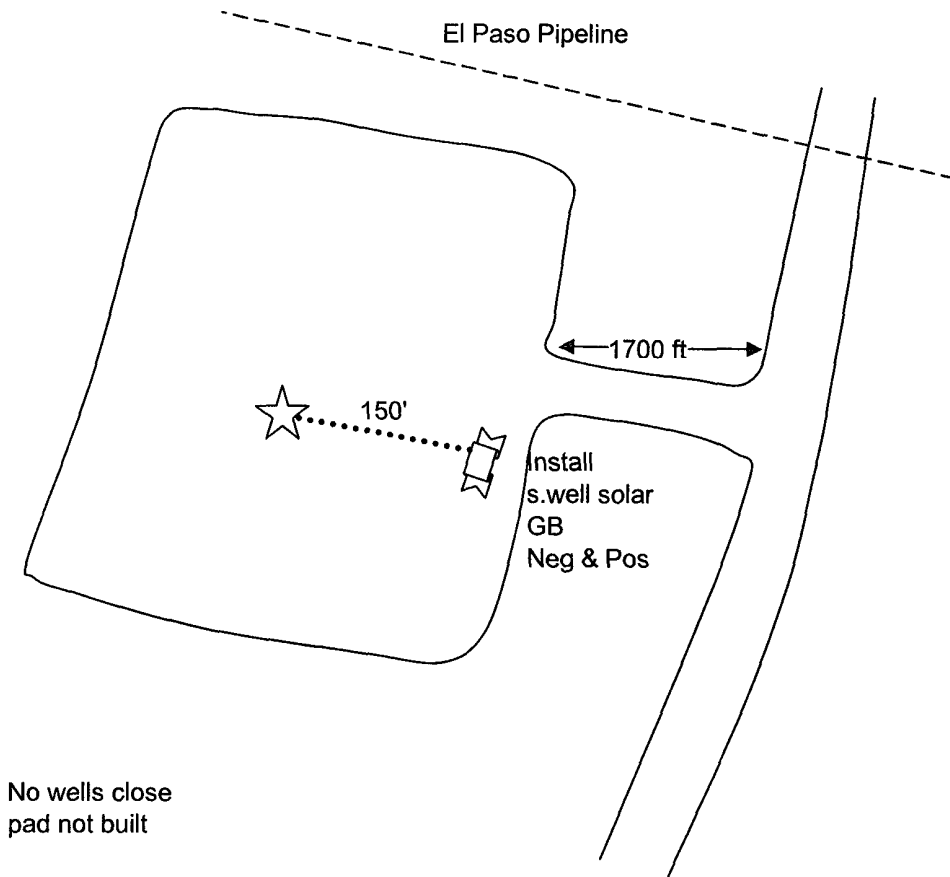 El Paso Pipeline
1700 ft
150'
Install
s.well solar
GB
Neg & Pos
No wells close
pad not built